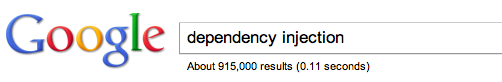 Google
dependency injection
About 915,000 results (0.11 seconds)